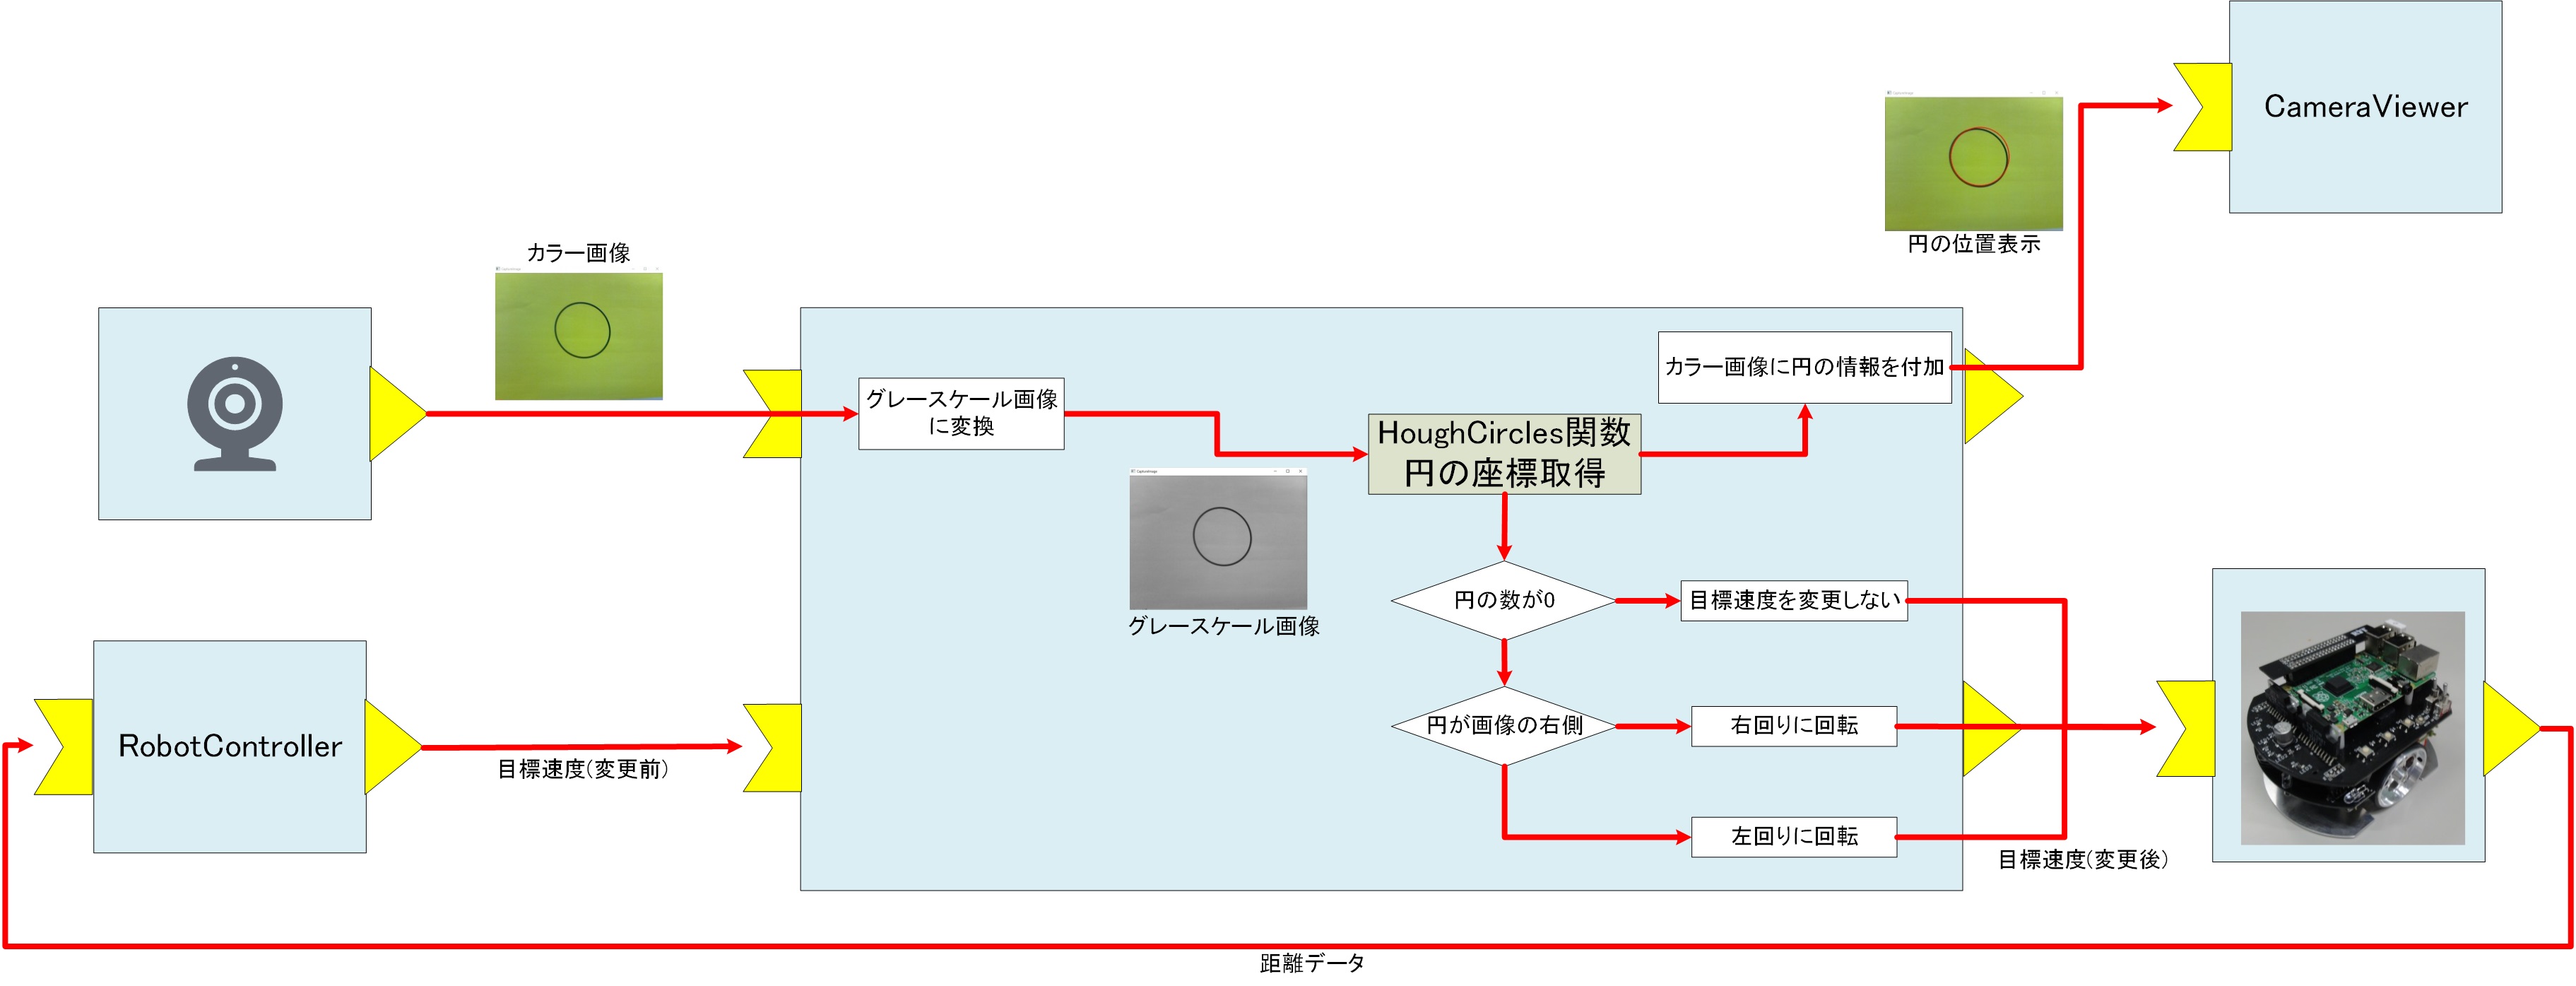 CameraViewer
円の位置表示
カラー画像
カラー画像に円の情報を付加
グレースケール画像
に変換
HoughCircles関数
円の座標取得
CaptureImage
グレースケール画像
円の数が0
目標速度を変更しない
RobotController
目標速度(変更前)
円が画像の右側
右回りに回転
左回りに回転
目標速度(変更後)
距離データ